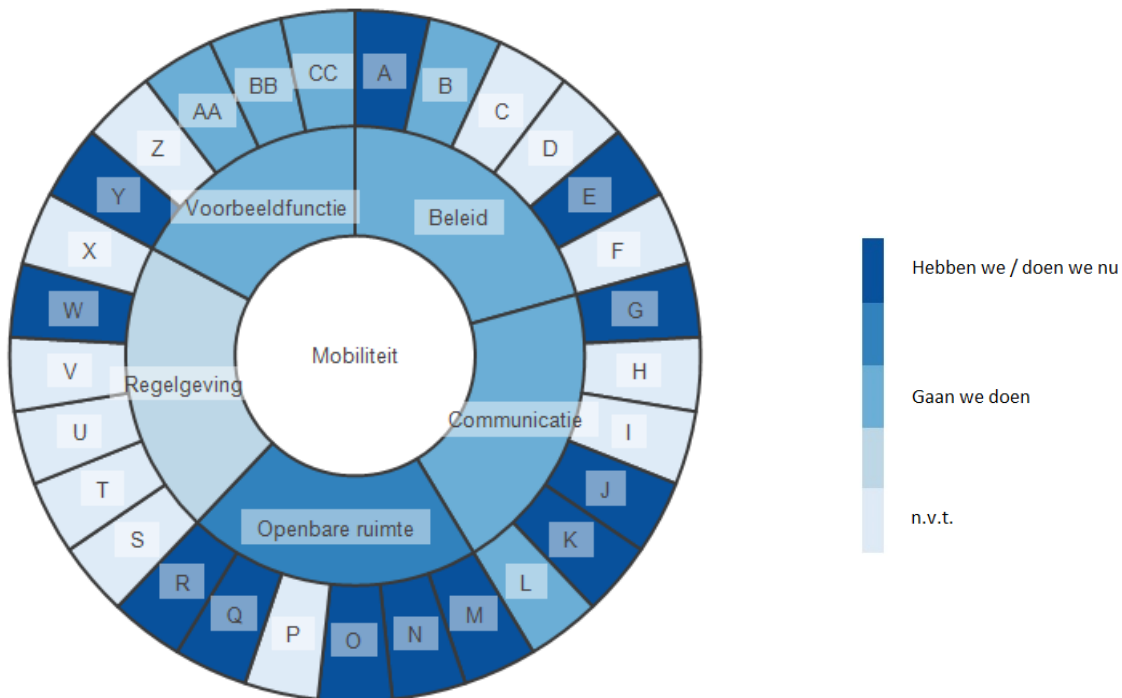 A
B
C
D
E
F
G
H
I
J
K
L
M
N
O
P
Q
R
S
T
U
V
W
X
Y
Z
AA
BB
CC
Voorbeeldfunctie
Beleid
Mobiliteit
Regelgeving
Communicatie
Openbare ruimte
Hebben we / doen we nu
Gaan we doen
n.v.t.